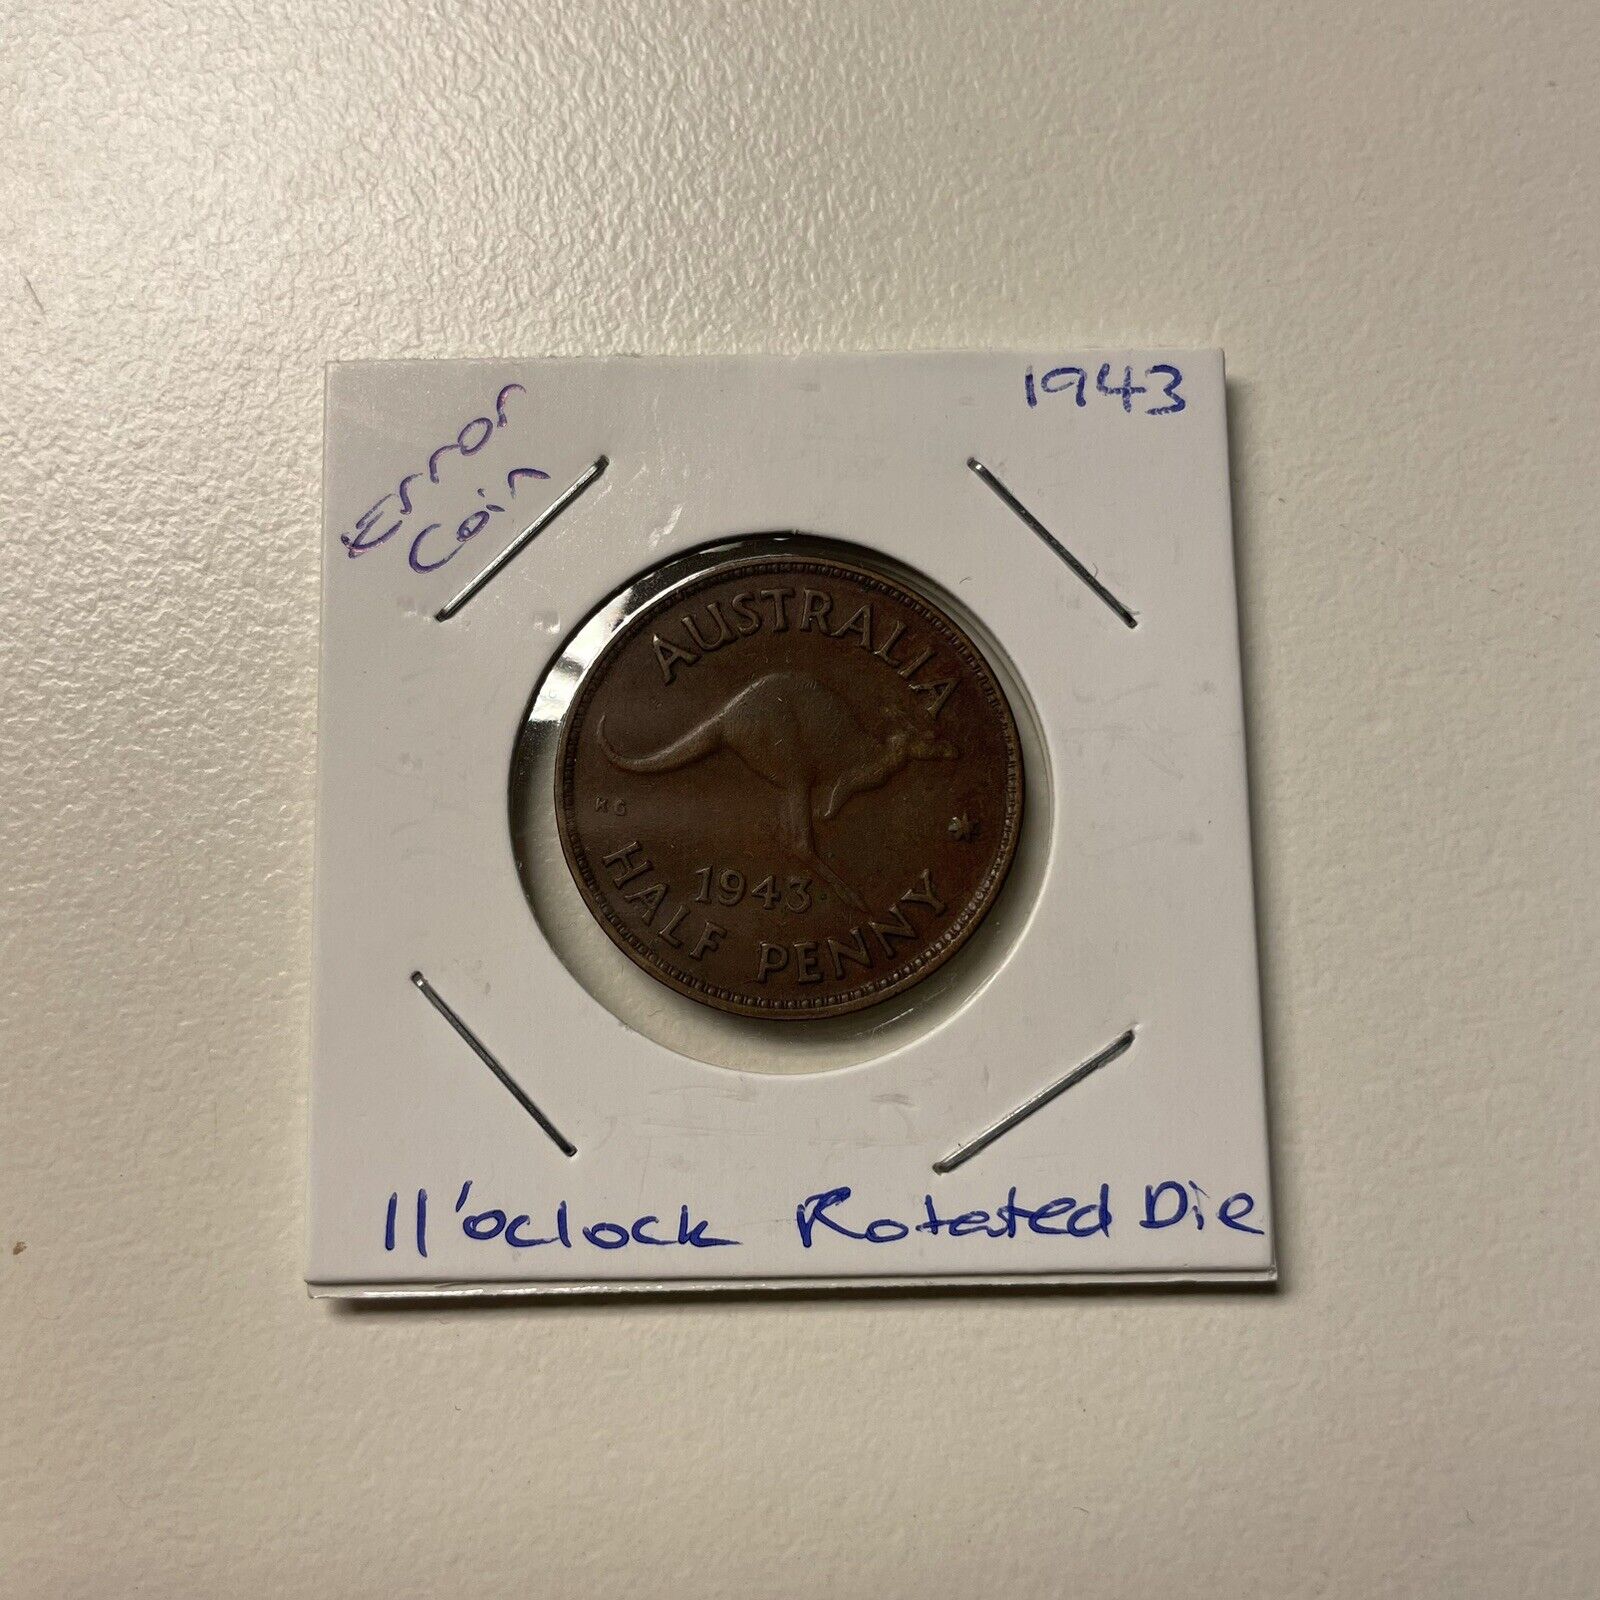 1943
Error
Coin
AUSTRALIA
KG
1943.
HALF PENNY
11'oclock Rotated Die